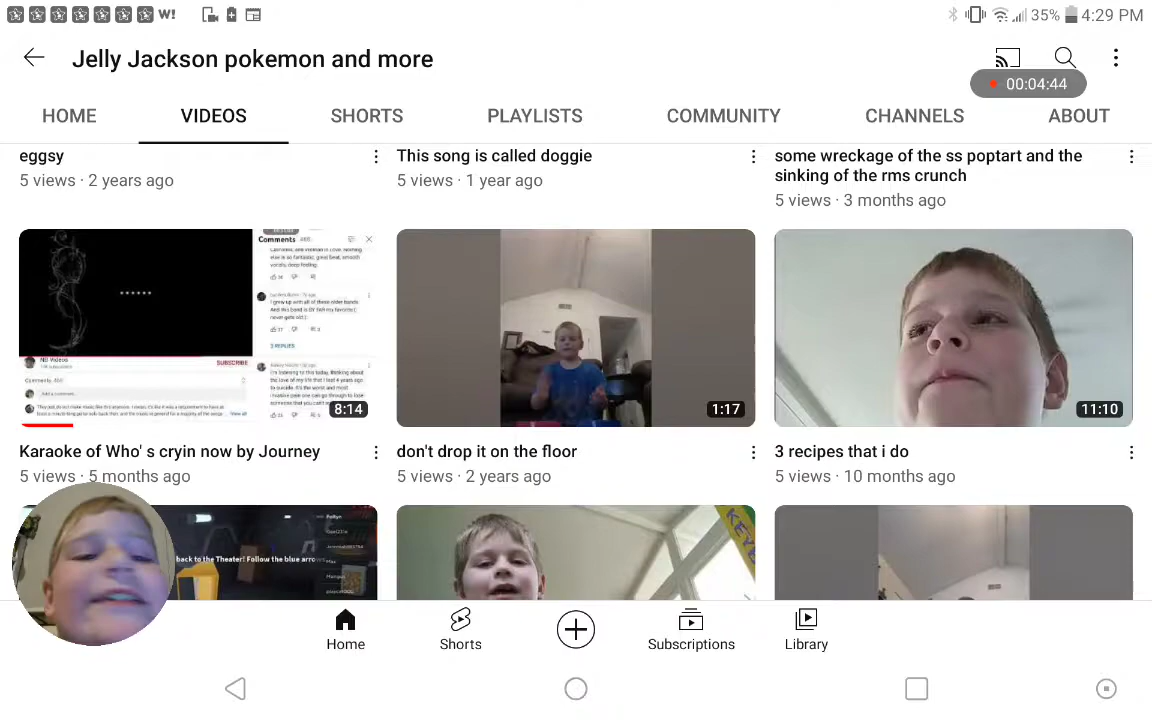 W! 35% 4:29 PM
Jelly Jackson pokemon and more
00:04:44
HOME VIDEOS SHORTS PLAYLISTS COMMUNITY CHANNELS ABOUT
eggsy
5 views · 2 years ago
This song is called doggie
5 views · 1 year ago
some wreckage of the ss poptart and the
sinking of the rms crunch
5 views · 3 months ago
Comments
SUBSCRIBE
8:14
1:17
11:10
Karaoke of Who' s cryin now by Journey
5 views · 5 months ago
don't drop it on the floor
5 views · 2 years ago
3 recipes that i do
5 views · 10 months ago
back to the Theater! Follow the blue arro
KEYE
Home Shorts Subscriptions Library